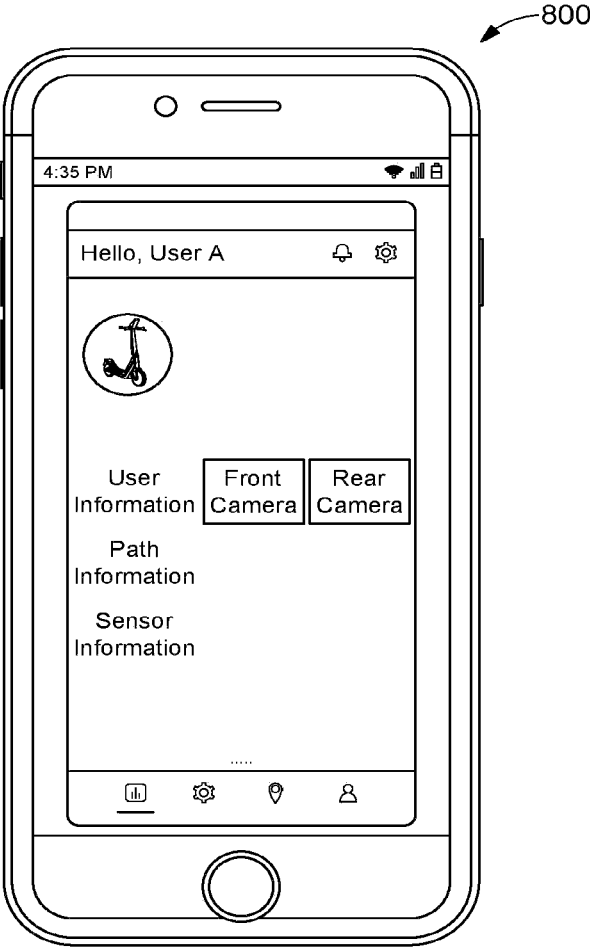 800
4:35 PM
Hello, User A
User Information
Front Camera
Rear Camera
Path Information
Sensor Information
.....